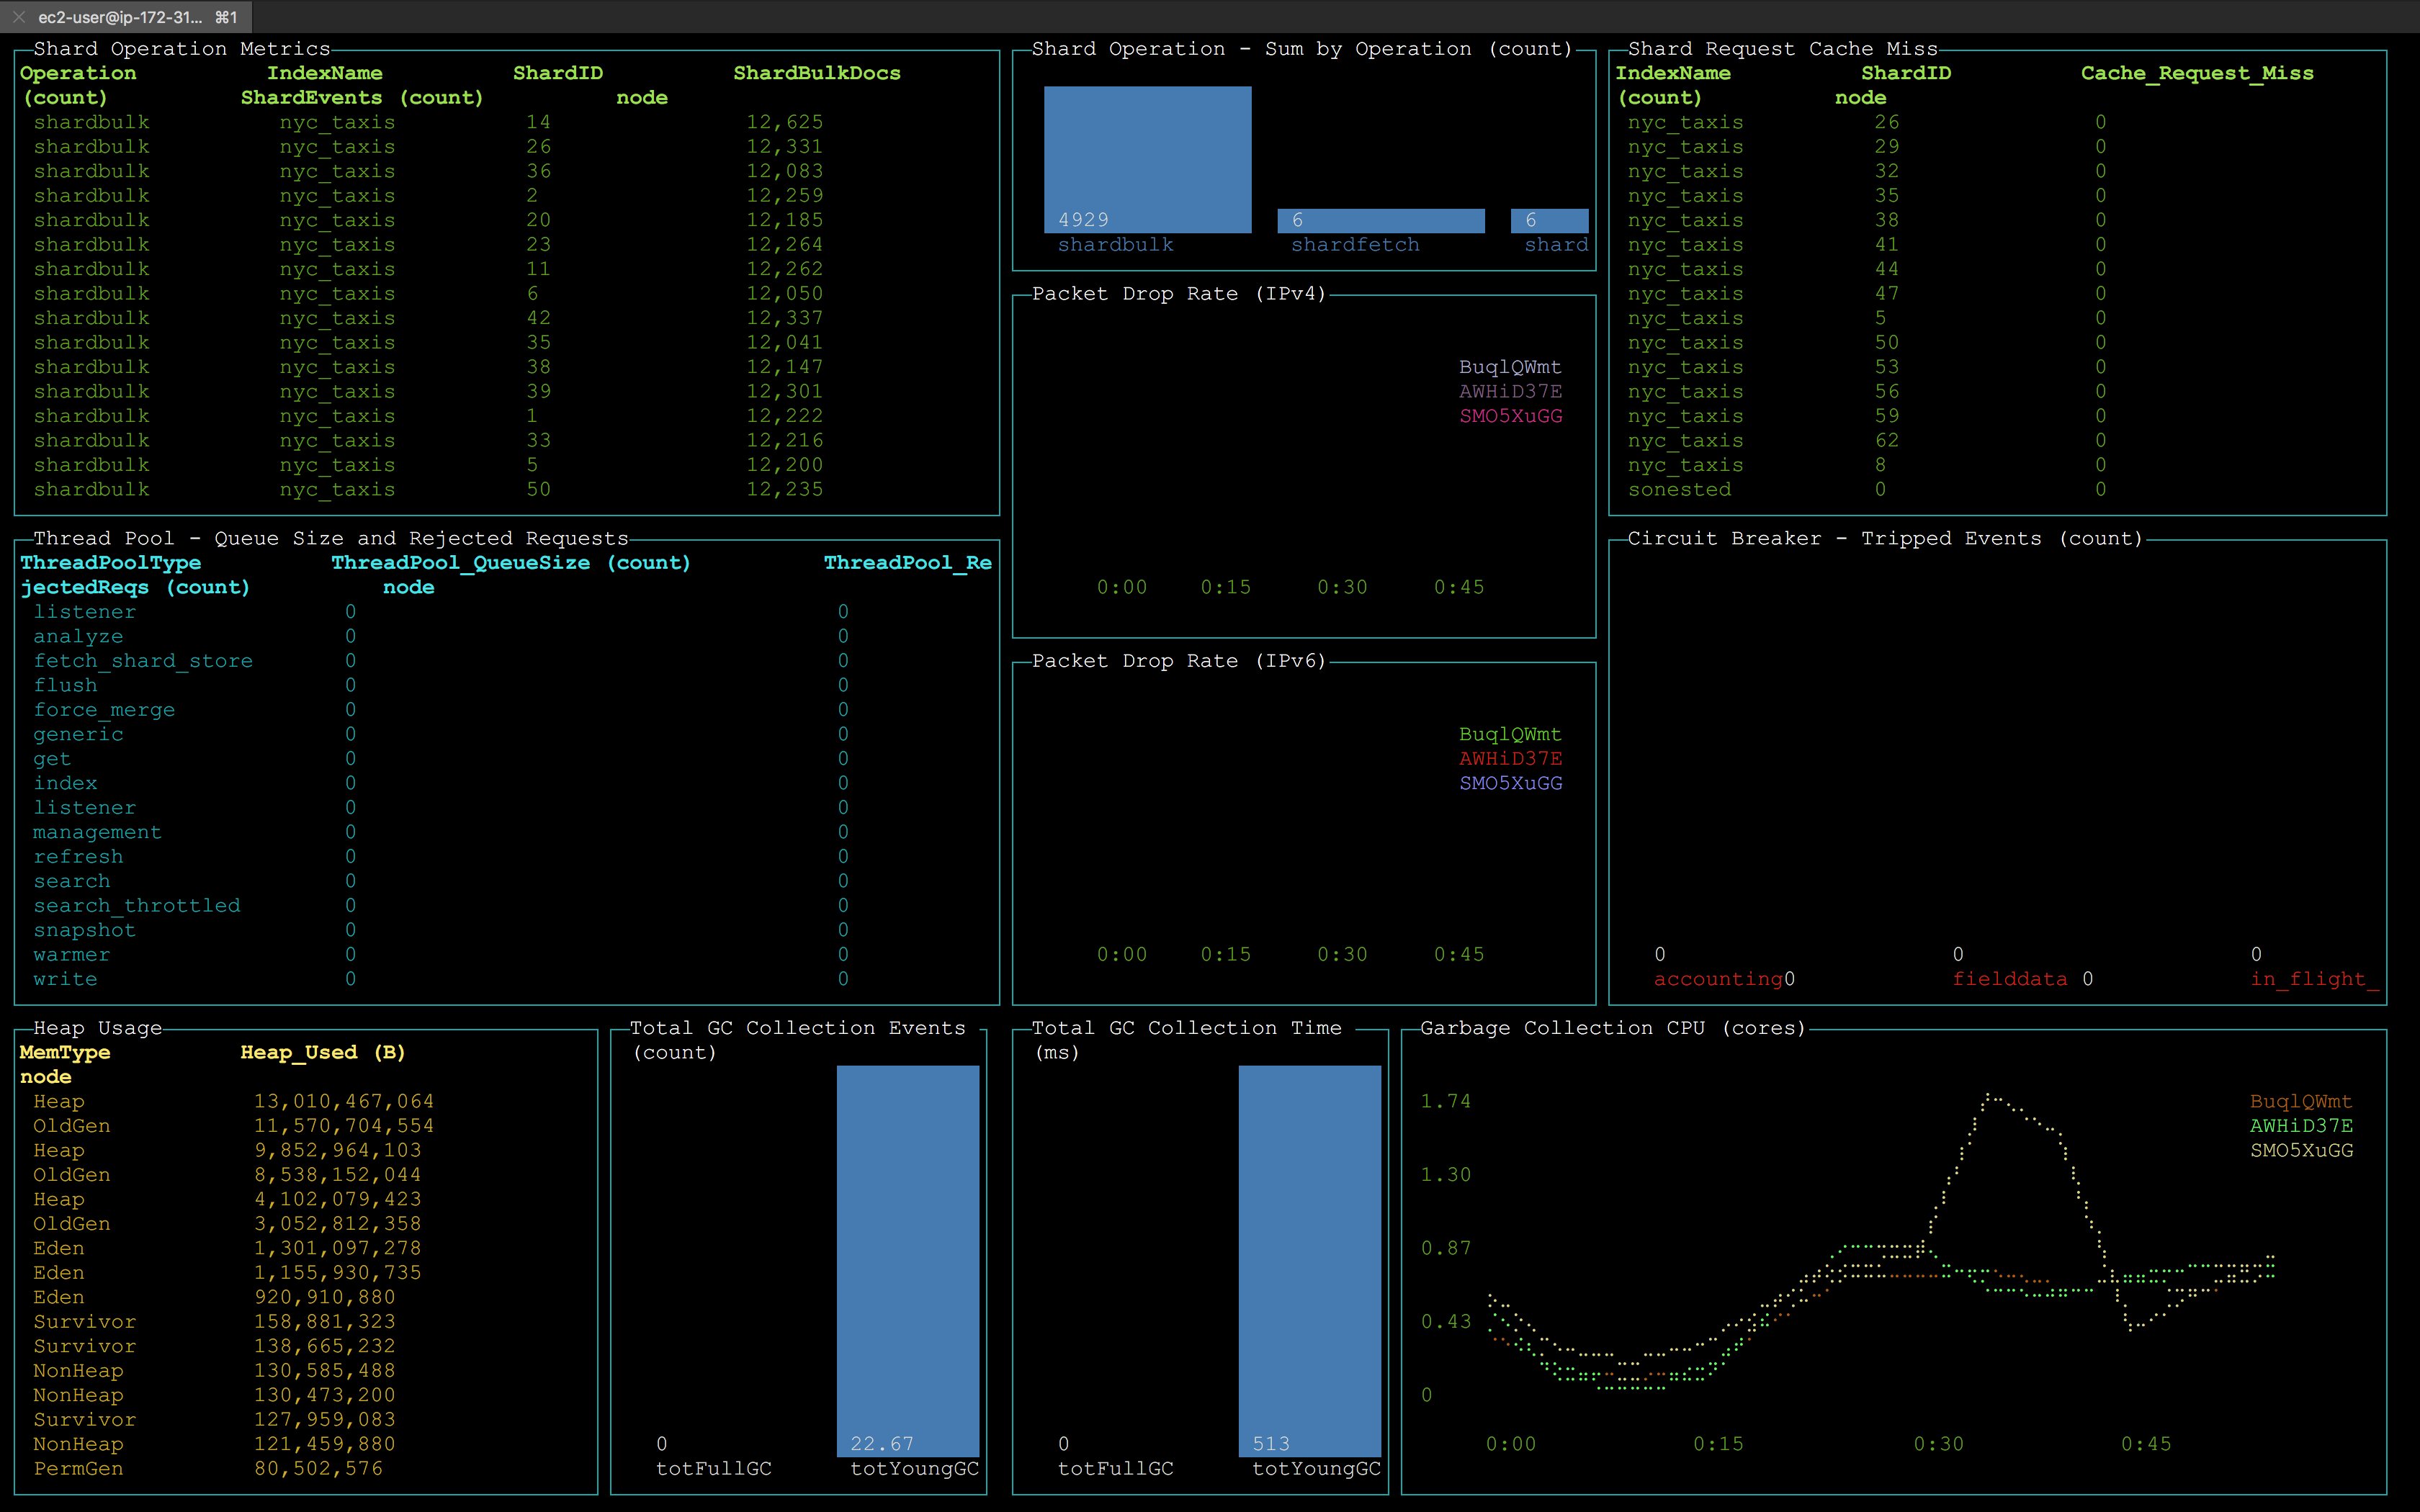 ec2-user@ip-172-31... ⌘1
Shard Operation Metrics
Operation IndexName ShardID ShardBulkDocs
(count) ShardEvents (count) node
shardbulk nyc_taxis 14 12,625
shardbulk nyc_taxis 26 12,331
shardbulk nyc_taxis 36 12,083
shardbulk nyc_taxis 2 12,259
shardbulk nyc_taxis 20 12,185
shardbulk nyc_taxis 23 12,264
shardbulk nyc_taxis 11 12,262
shardbulk nyc_taxis 6 12,050
shardbulk nyc_taxis 42 12,337
shardbulk nyc_taxis 35 12,041
shardbulk nyc_taxis 38 12,147
shardbulk nyc_taxis 39 12,301
shardbulk nyc_taxis 1 12,222
shardbulk nyc_taxis 33 12,216
shardbulk nyc_taxis 5 12,200
shardbulk nyc_taxis 50 12,235
Shard Operation - Sum by Operation (count)
4929 6 6
shardbulk shardfetch shard
Packet Drop Rate (IPv4)
BuqlQWmt
AWHiD37E
SMO5XuGG
0:00 0:15 0:30 0:45
Packet Drop Rate (IPv6)
BuqlQWmt
AWHiD37E
SMO5XuGG
0:00 0:15 0:30 0:45
Shard Request Cache Miss
IndexName ShardID Cache_Request_Miss
(count) node
nyc_taxis 26 0
nyc_taxis 29 0
nyc_taxis 32 0
nyc_taxis 35 0
nyc_taxis 38 0
nyc_taxis 41 0
nyc_taxis 44 0
nyc_taxis 47 0
nyc_taxis 5 0
nyc_taxis 50 0
nyc_taxis 53 0
nyc_taxis 56 0
nyc_taxis 59 0
nyc_taxis 62 0
nyc_taxis 8 0
sonested 0 0
Thread Pool - Queue Size and Rejected Requests
ThreadPoolType ThreadPool_QueueSize (count) ThreadPool_Re
jectedReqs (count) node
listener 0 0
analyze 0 0
fetch_shard_store 0 0
flush 0 0
force_merge 0 0
generic 0 0
get 0 0
index 0 0
listener 0 0
management 0 0
refresh 0 0
search 0 0
search_throttled 0 0
snapshot 0 0
warmer 0 0
write 0 0
Circuit Breaker - Tripped Events (count)
0 0 0
accounting0 fielddata 0 in_flight_
Heap Usage
MemType Heap_Used (B)
node
Heap 13,010,467,064
OldGen 11,570,704,554
Heap 9,852,964,103
OldGen 8,538,152,044
Heap 4,102,079,423
OldGen 3,052,812,358
Eden 1,301,097,278
Eden 1,155,930,735
Eden 920,910,880
Survivor 158,881,323
Survivor 138,665,232
NonHeap 130,585,488
NonHeap 130,473,200
Survivor 127,959,083
NonHeap 121,459,880
PermGen 80,502,576
Total GC Collection Events
(count)
0 22.67
totFullGC totYoungGC
Total GC Collection Time
(ms)
0 513
totFullGC totYoungGC
Garbage Collection CPU (cores)
1.74
1.30
0.87
0.43
0
BuqlQWmt
AWHiD37E
SMO5XuGG
0:00 0:15 0:30 0:45